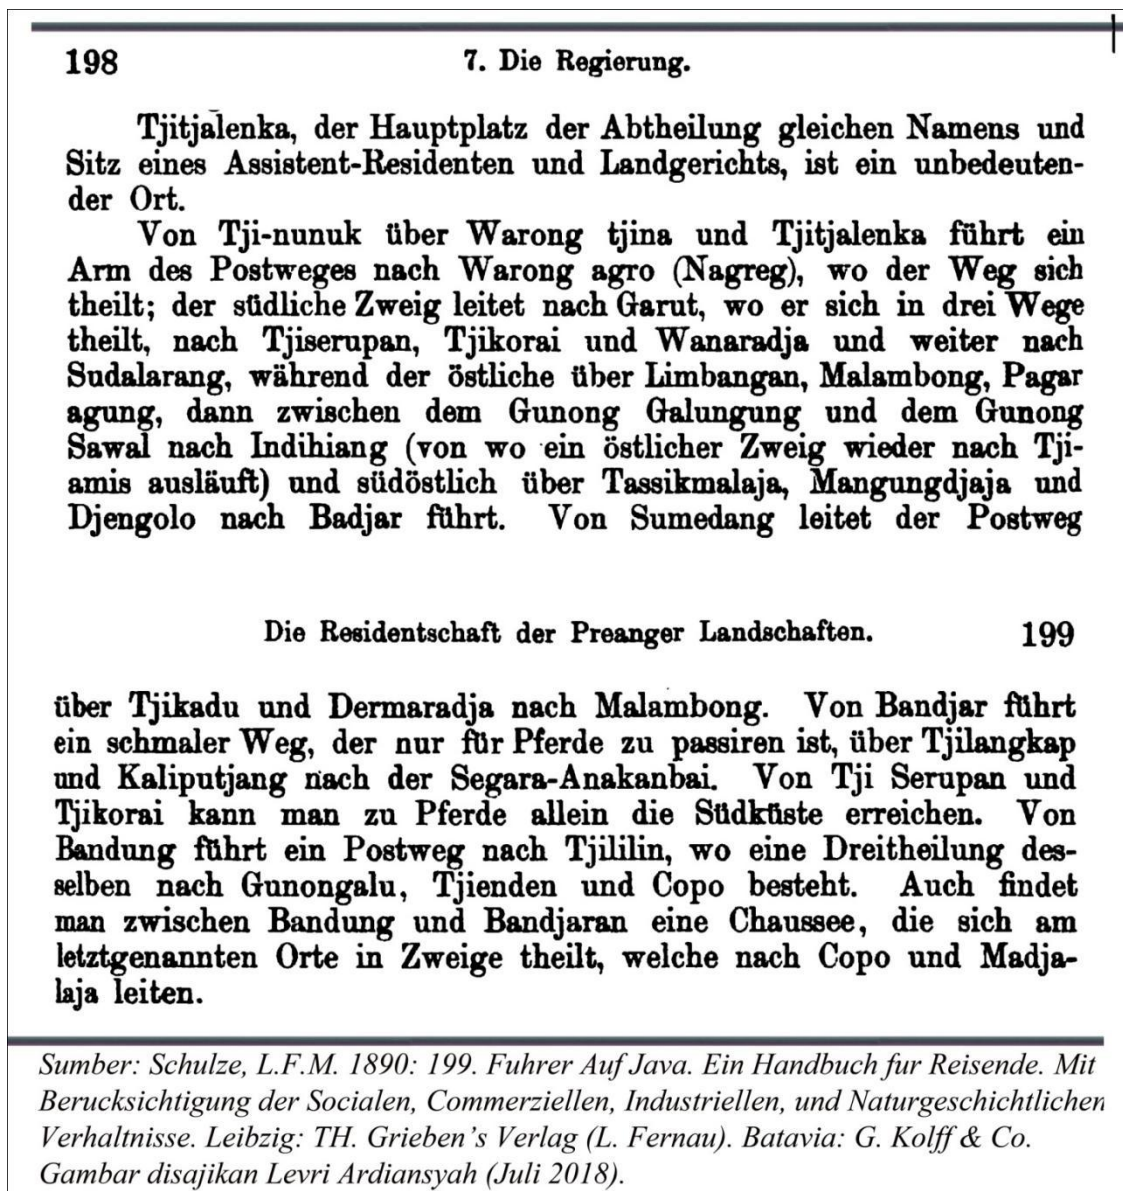 198 7. Die Regierung.
Tjitjalenka, der Hauptplatz der Abtheilung gleichen Namens und
Sitz eines Assistent-Residenten und Landgerichts, ist ein unbedeuten-
der Ort.
Von Tji-nunuk über Warong tjina und Tjitjalenka führt ein
Arm des Postweges nach Warong agro (Nagreg), wo der Weg sich
theilt; der südliche Zweig leitet nach Garut, wo er sich in drei Wege
theilt, nach Tjiserupan, Tjikorai und Wanaradja und weiter nach
Sudalarang, während der östliche über Limbangan, Malambong, Pagar
agung, dann zwischen dem Gunong Galungung und dem Gunong
Sawal nach Indihiang (von wo ein östlicher Zweig wieder nach Tji-
amis ausläuft) und südöstlich über Tassikmalaja, Mangungdjaja und
Djengolo nach Badjar führt. Von Sumedang leitet der Postweg
Die Residentschaft der Preanger Landschaften. 199
über Tjikadu und Dermaradja nach Malambong. Von Bandjar führt
ein schmaler Weg, der nur für Pferde zu passiren ist, über Tjilangkap
und Kaliputjang nach der Segara-Anakanbai. Von Tji Serupan und
Tjikorai kann man zu Pferde allein die Südküste erreichen. Von
Bandung führt ein Postweg nach Tjililin, wo eine Dreitheilung des-
selben nach Gunongalu, Tjienden und Copo besteht. Auch findet
man zwischen Bandung und Bandjaran eine Chaussee, die sich am
letztgenannten Orte in Zweige theilt, welche nach Copo und Madja-
laja leiten.
Sumber: Schulze, L.F.M. 1890: 199. Fuhrer Auf Java. Ein Handbuch fur Reisende. Mit
Berucksichtigung der Socialen, Commerziellen, Industriellen, und Naturgeschichtlichen
Verhaltnisse. Leibzig: TH. Grieben's Verlag (L. Fernau). Batavia: G. Kolff & Co.
Gambar disajikan Levri Ardiansyah (Juli 2018).